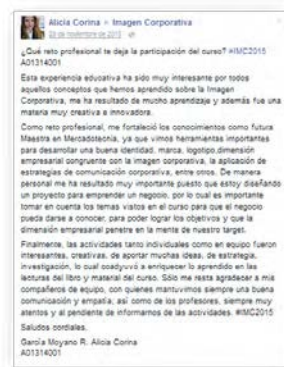 Alicia Corina ▸ Imagen Corporativa
de noviembre de 2015
¿Qué reto profesional te deja la participación del curso? #IMC2015
A01314001
Esta experiencia educativa ha sido muy interesante por todos
aquellos conceptos que hemos aprendido sobre la Imagen
Corporativa, me ha resultado de mucho aprendizaje y además fue una
materia muy creativa e innovadora.
Como reto profesional, me fortaleció los conocimientos como futura
Maestra en Mercadotecnia, ya que vimos herramientas importantes
para desarrollar una buena identidad, marca, logotipo,dimensión
empresarial congruente con la imagen corporativa, la aplicación de
estrategias de comunicación corporativa, entre otros. De manera
personal me ha resultado muy importante puesto que estoy diseñando
un proyecto para emprender un negocio, por lo cual es importante
tomar en cuenta los temas vistos en el curso para que el negocio
pueda darse a conocer, para poder lograr los objetivos y que la
dimensión empresarial penetre en la mente de nuestro target.
Finalmente, las actividades tanto individuales como en equipo fueron
interesantes, creativas, de aportar muchas ideas, de estrategia,
investigación, lo cual coadyuvó a enriquecer lo aprendido en las
lecturas del libro y material del curso. Sólo me resta agradecer a mis
compañeros de equipo, con quienes mantuvimos siempre una buena
comunicación y empatía; así como de los profesores, siempre muy
atentos y al pendiente de informarnos de las actividades. #IMC2015
Saludos cordiales.
García Moyano R. Alicia Corina
A01314001